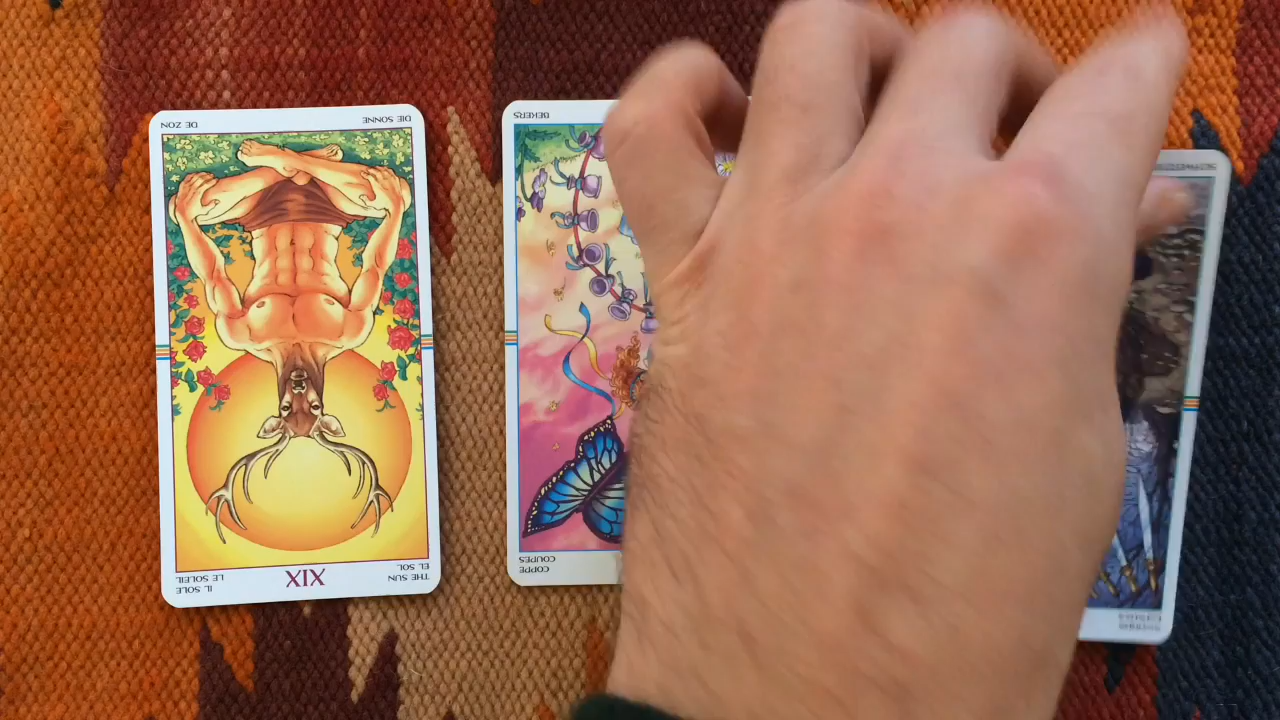 THE SUN
EL SOL
XIX
IL SOLE
LE SOLEIL
DIE SONNE
DE ZON
COPPE
COUPES
BEKERS